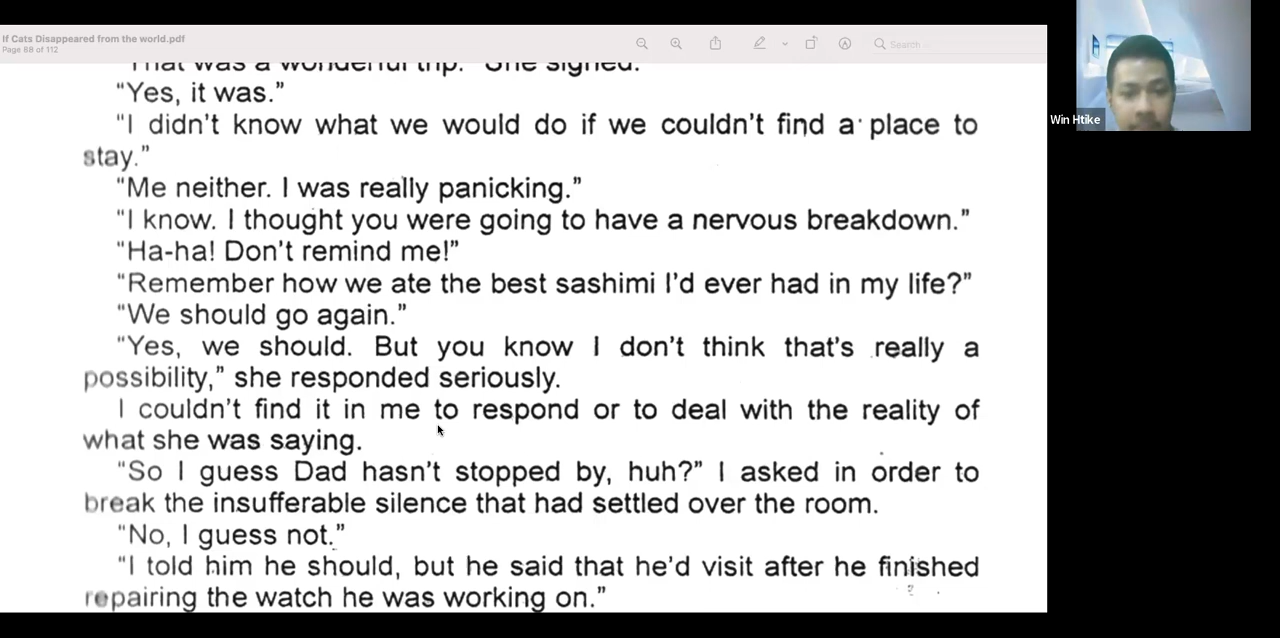 If Cats Disappeared from the world.pdf
Page 88 of 112
Search
"That was a wonderful trip." She sighed.
"Yes, it was."
"I didn't know what we would do if we couldn't find a place to
stay."
"Me neither. I was really panicking."
"I know. I thought you were going to have a nervous breakdown."
"Ha-ha! Don't remind me!"
"Remember how we ate the best sashimi I'd ever had in my life?"
"We should go again."
"Yes, we should. But you know I don't think that's really a
possibility," she responded seriously.
I couldn't find it in me to respond or to deal with the reality of
what she was saying.
"So I guess Dad hasn't stopped by, huh?" I asked in order to
break the insufferable silence that had settled over the room.
"No, I guess not."
"I told him he should, but he said that he'd visit after he finished
repairing the watch he was working on."
Win Htike